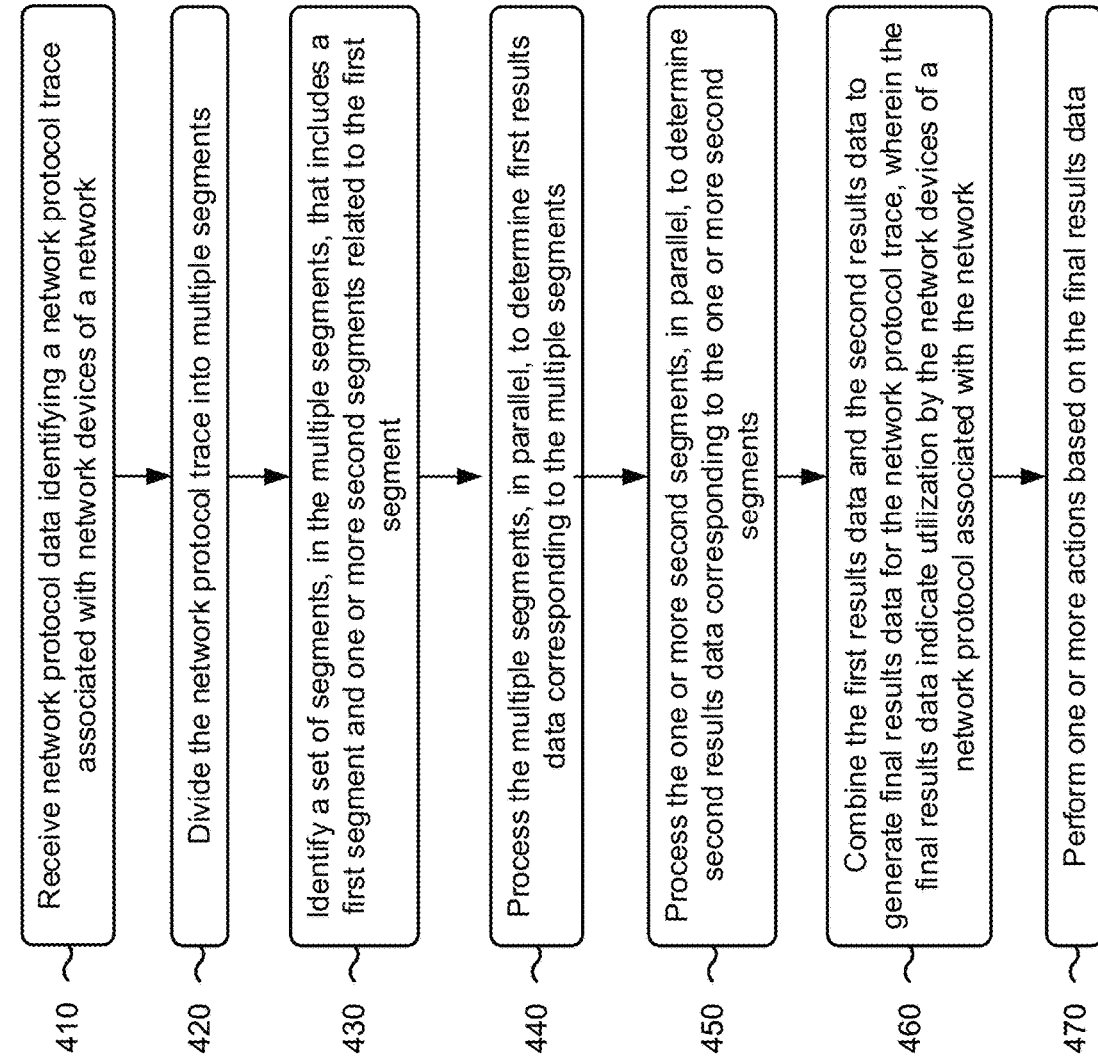 410
Receive network protocol data identifying a network protocol trace
associated with network devices of a network
420
Divide the network protocol trace into multiple segments
430
Identify a set of segments, in the multiple segments, that includes a
first segment and one or more second segments related to the first
segment
440
Process the multiple segments, in parallel, to determine first results
data corresponding to the multiple segments
450
Process the one or more second segments, in parallel, to determine
second results data corresponding to the one or more second
segments
460
Combine the first results data and the second results data to
generate final results data for the network protocol trace, wherein the
final results data indicate utilization by the network devices of a
network protocol associated with the network
470
Perform one or more actions based on the final results data